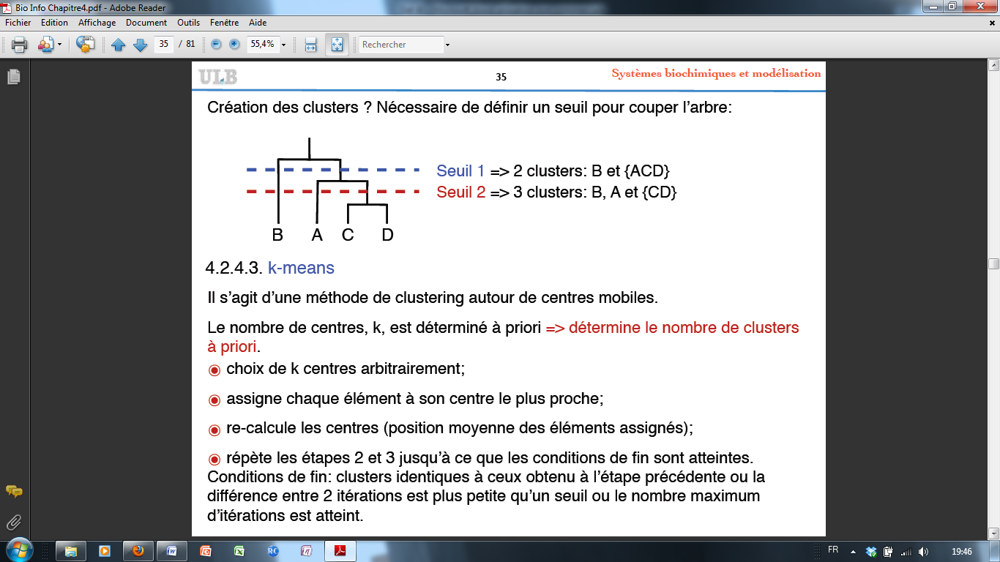 Bio Info Chapitre4.pdf - Adobe Reader
Fichier Edition Affichage Document Outils Fenêtre Aide
35 / 81 55,4% Rechercher
ULB 35 Systèmes biochimiques et modélisation
Création des clusters ? Nécessaire de définir un seuil pour couper l'arbre:
Seuil 1 => 2 clusters: B et {ACD}
Seuil 2 => 3 clusters: B, A et {CD}
B A C D
4.2.4.3. k-means
Il s'agit d'une méthode de clustering autour de centres mobiles.
Le nombre de centres, k, est déterminé à priori => détermine le nombre de clusters
à priori.
choix de k centres arbitrairement;
assigne chaque élément à son centre le plus proche;
re-calcule les centres (position moyenne des éléments assignés);
répète les étapes 2 et 3 jusqu'à ce que les conditions de fin sont atteintes.
Conditions de fin: clusters identiques à ceux obtenu à l'étape précédente ou la
différence entre 2 itérations est plus petite qu'un seuil ou le nombre maximum
d'itérations est atteint.
FR 19:46